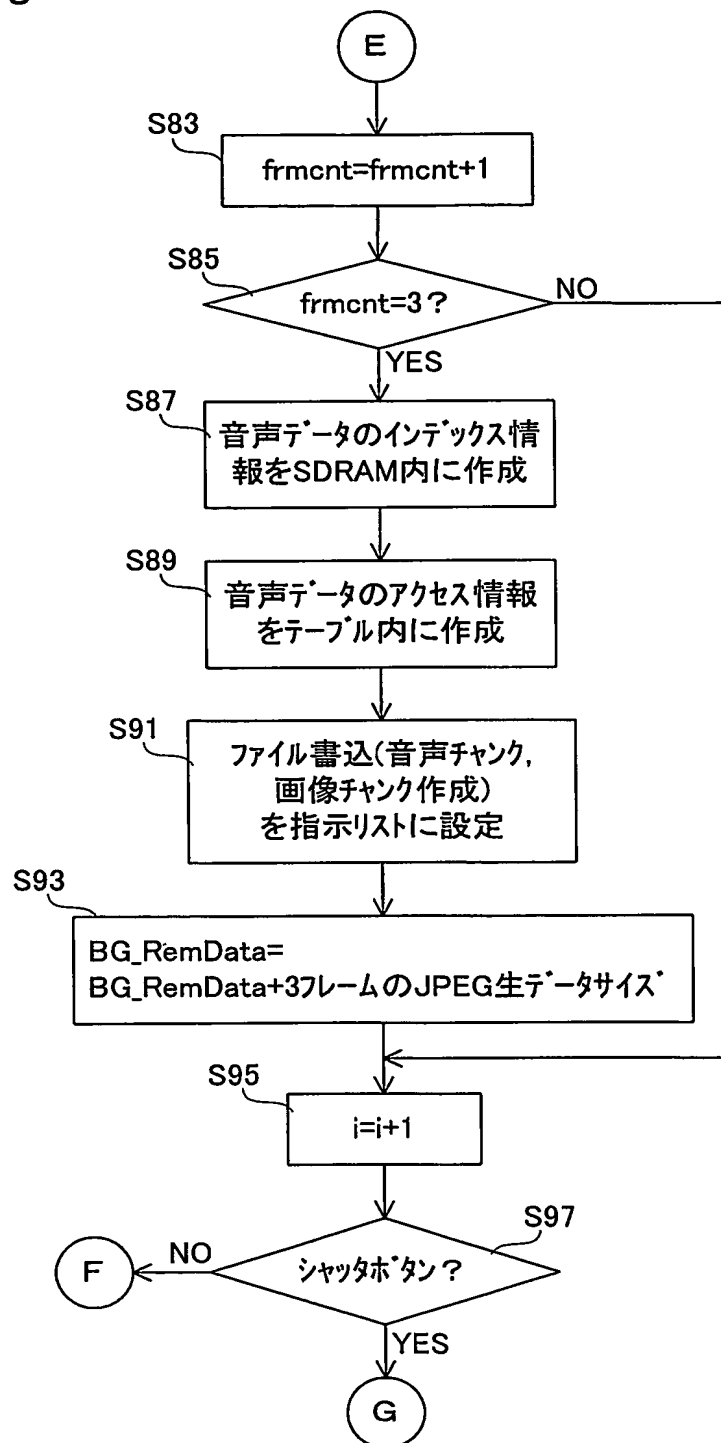 g
E
S83
frmcnt=frmcnt+1
S85
frmcnt=3?
NO
YES
S87
音声データのインデックス情
報をSDRAM内に作成
S89
音声データのアクセス情報
をテーブル内に作成
S91
ファイル書込(音声チャンク,
画像チャンク作成)
を指示リストに設定
S93
BG_RemData=
BG_RemData+3フレームのJPEG生データサイズ
S95
i=i+1
S97
シャッタボタン?
NO
F
YES
G